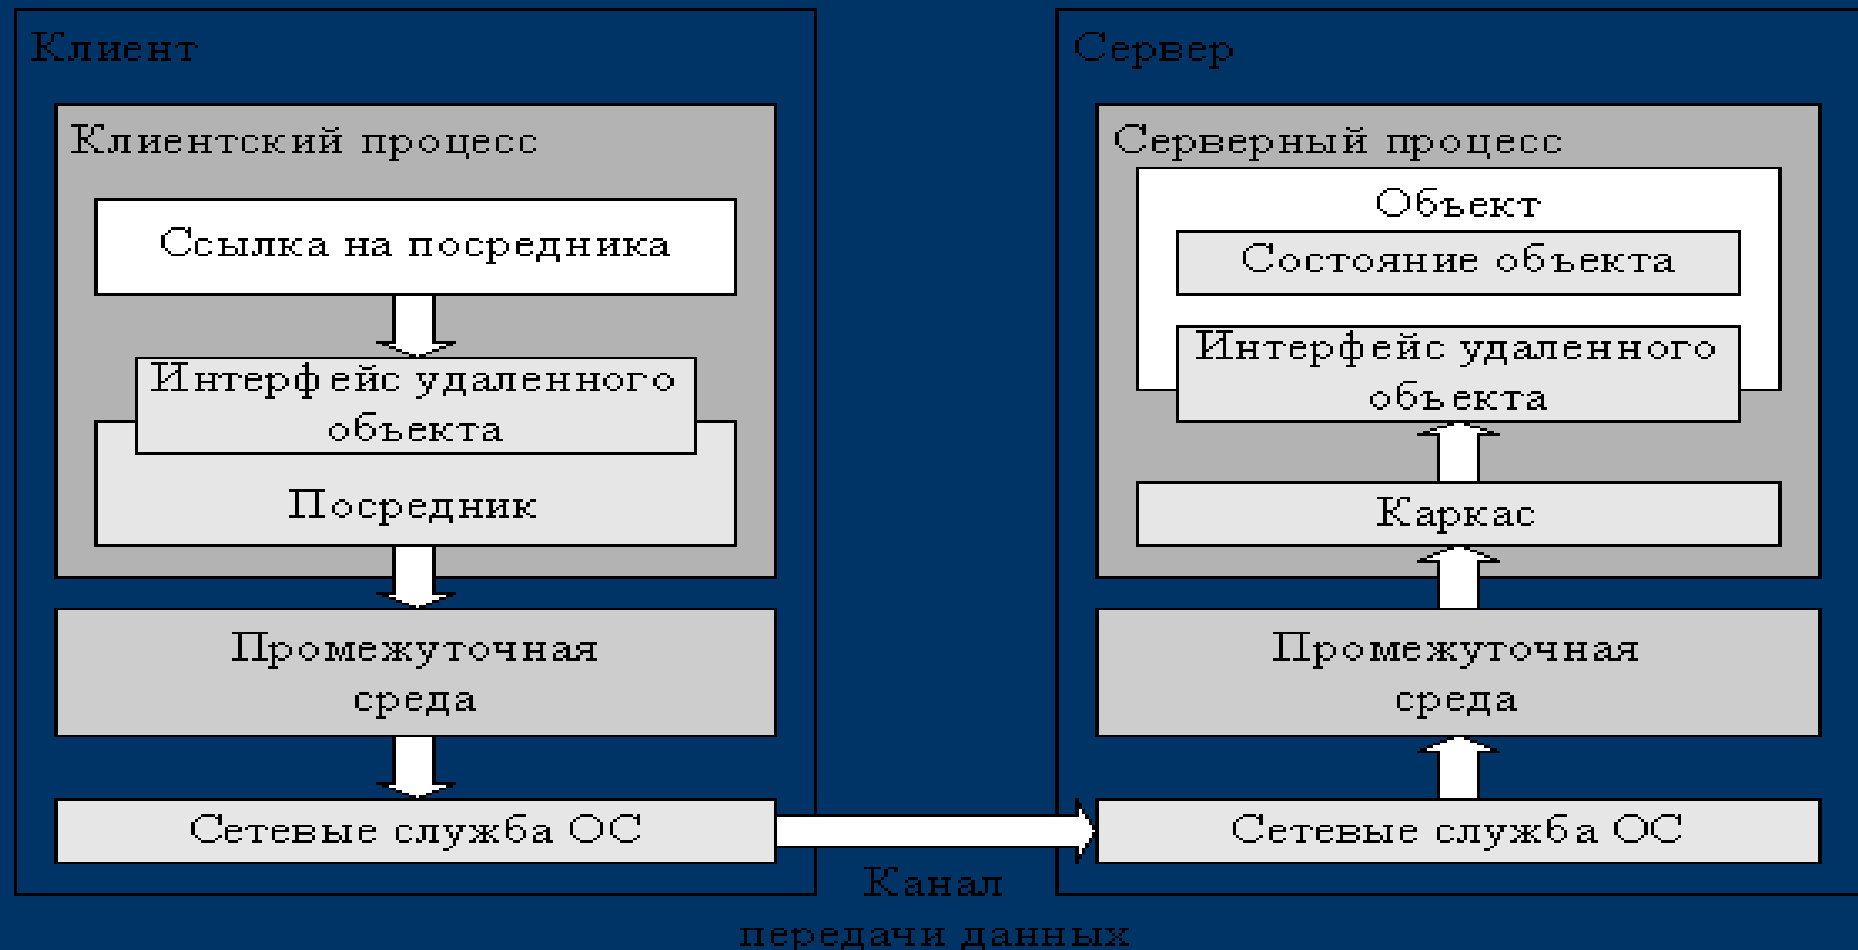 Клиент
Клиентский процесс
Ссылка на посредника
Интерфейс удаленного
объекта
Посредник
Промежуточная
среда
Сетевые служба ОС
Сервер
Серверный процесс
Объект
Состояние объекта
Интерфейс удаленного
объекта
Каркас
Промежуточная
среда
Сетевые служба ОС
Канал
передачи данных